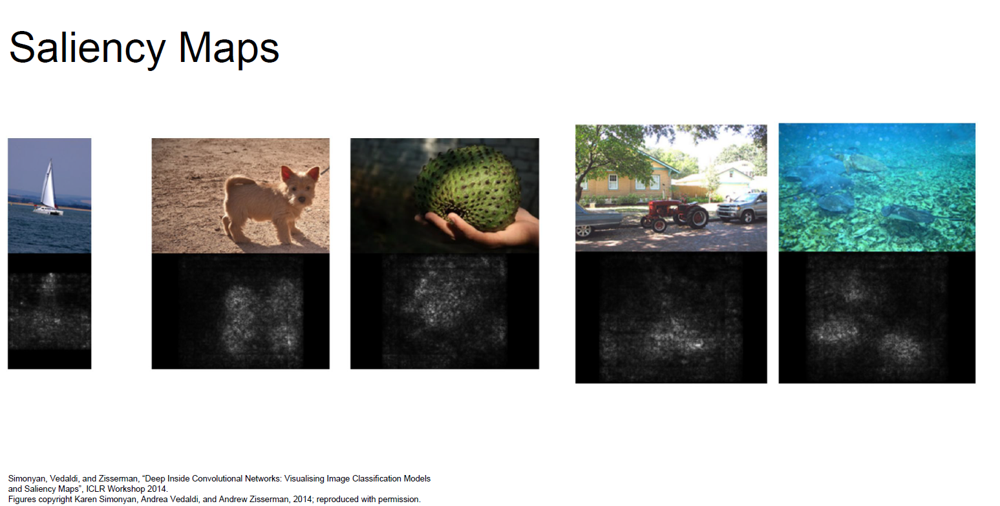 Saliency Maps
Simonyan, Vedaldi, and Zisserman, “Deep Inside Convolutional Networks: Visualising Image Classification Models
and Saliency Maps”, ICLR Workshop 2014.
Figures copyright Karen Simonyan, Andrea Vedaldi, and Andrew Zisserman, 2014; reproduced with permission.